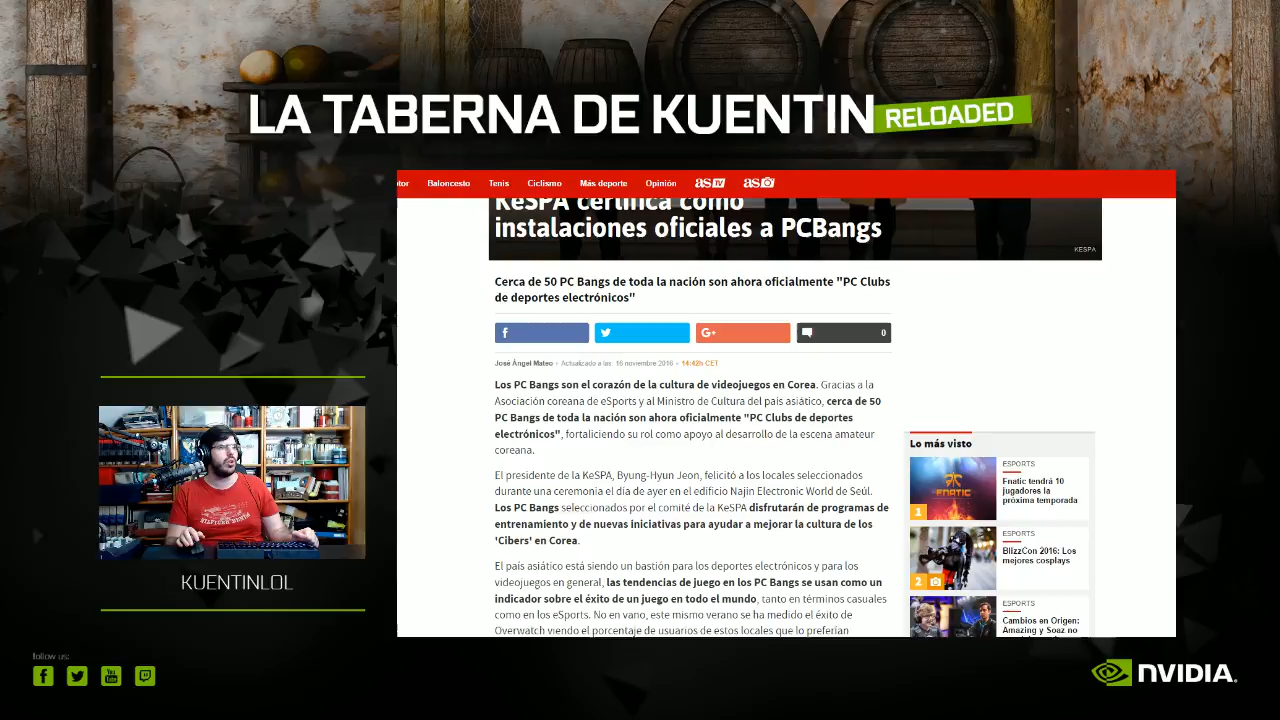 LA TABERNA DE KUENTIN RELOADED
Baloncesto Tenis Ciclismo Más deporte Opinión as TV as
KeSPA certifica como
instalaciones oficiales a PCBangs
KESPA
Cerca de 50 PC Bangs de toda la nación son ahora oficialmente "PC Clubs
de deportes electrónicos"
0
José Ángel Mateo • Actualizado a las: 16 noviembre 2016 • 14:42h CET
Los PC Bangs son el corazón de la cultura de videojuegos en Corea. Gracias a la
Asociación coreana de eSports y al Ministro de Cultura del país asiático, cerca de 50
PC Bangs de toda la nación son ahora oficialmente "PC Clubs de deportes
electrónicos", fortaliciendo su rol como apoyo al desarrollo de la escena amateur
coreana.
El presidente de la KeSPA, Byung-Hyun Jeon, felicitó a los locales seleccionados
durante una ceremonia el día de ayer en el edificio Najin Electronic World de Seúl.
Los PC Bangs seleccionados por el comité de la KeSPA disfrutarán de programas de
entrenamiento y de nuevas iniciativas para ayudar a mejorar la cultura de los
'Cibers' en Corea.
El país asiático está siendo un bastión para los deportes electrónicos y para los
videojuegos en general, las tendencias de juego en los PC Bangs se usan como un
indicador sobre el éxito de un juego en todo el mundo, tanto en términos casuales
como en los eSports. No en vano, este mismo verano se ha medido el éxito de
Overwatch viendo el porcentaje de usuarios de estos locales que lo preferían
Lo más visto
FNATIC
1
ESPORTS
Fnatic tendrá 10
jugadores la
próxima temporada
2
ESPORTS
BlizzCon 2016: Los
mejores cosplays
ESPORTS
Cambios en Origen:
Amazing y Soaz no
KUENTINLOL
follow us:
NVIDIA.